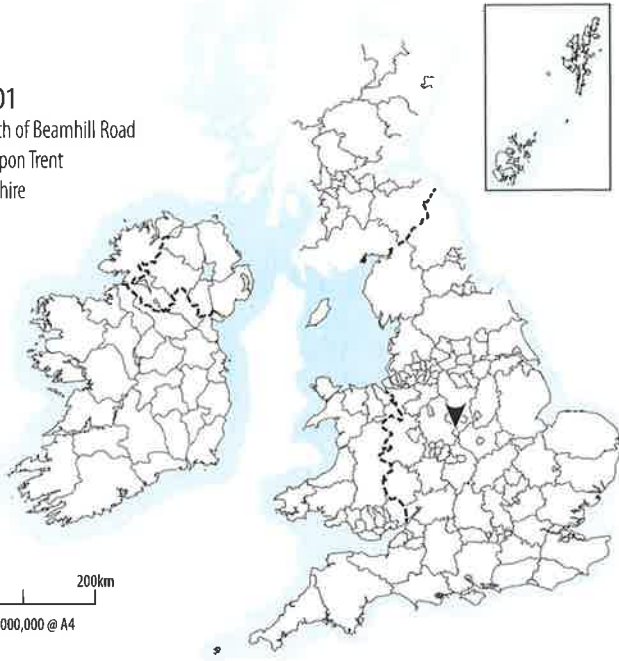 01
th of Beamhill Road
pon Trent
hire
200km
000,000 @ A4